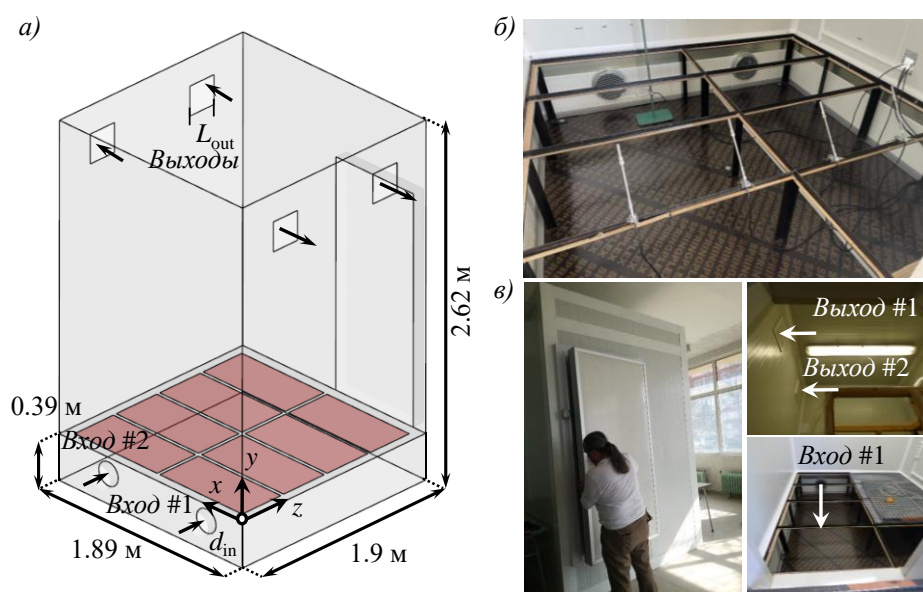 а)
L_out
Выходы
2.62 м
0.39 м
Вход #2
y
x
Вход #1
z
d_in
1.89 м
1.9 м
б)
в)
Выход #1
Выход #2
Вход #1